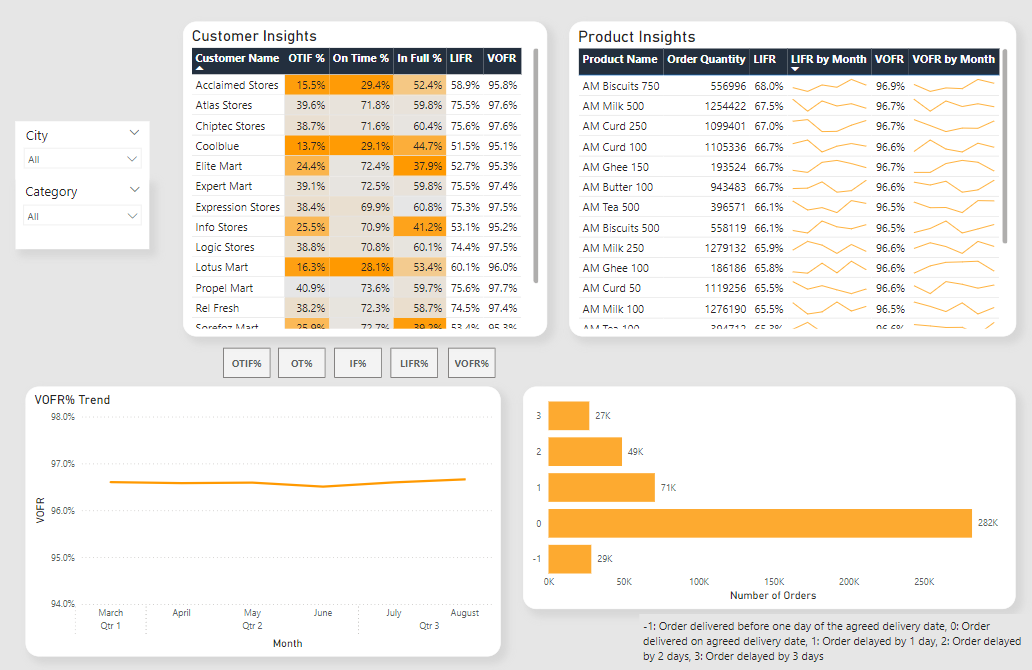 Customer Insights
Customer Name OTIF % On Time % In Full % LIFR VOFR
Acclaimed Stores 15.5% 29.4% 52.4% 58.9% 95.8%
Atlas Stores 39.6% 71.8% 59.8% 75.5% 97.6%
Chiptec Stores 38.7% 71.6% 60.4% 75.5% 97.6%
Coolblue 13.7% 29.1% 44.7% 51.5% 95.1%
Elite Mart 24.4% 72.4% 37.9% 52.7% 95.3%
Expert Mart 39.1% 72.5% 59.8% 75.5% 97.4%
Expression Stores 38.4% 69.9% 60.8% 75.3% 97.5%
Info Stores 25.5% 70.9% 41.2% 53.1% 95.2%
Logic Stores 38.8% 70.8% 60.1% 74.4% 97.5%
Lotus Mart 16.3% 28.1% 53.4% 60.1% 96.0%
Propel Mart 40.9% 73.6% 59.7% 75.6% 97.7%
Rel Fresh 38.2% 72.3% 58.7% 74.5% 97.4%
Sorefoz Mart 25.9% 72.7% 39.2% 53.4% 95.3%
Product Insights
Product Name Order Quantity LIFR LIFR by Month VOFR VOFR by Month
AM Biscuits 750 556996 68.0% 96.9%
AM Milk 500 1254422 67.5% 96.7%
AM Curd 250 1099401 67.0% 96.7%
AM Curd 100 1105336 66.7% 96.6%
AM Ghee 150 193524 66.7% 96.7%
AM Butter 100 943483 66.7% 96.6%
AM Tea 500 396571 66.1% 96.5%
AM Biscuits 500 558119 66.1% 96.5%
AM Milk 250 1279132 65.9% 96.6%
AM Ghee 100 186186 65.8% 96.6%
AM Curd 50 1119256 65.5% 96.6%
AM Milk 100 1276190 65.5% 96.5%
AM Tea 100 394712 65.3% 96.6%
City
All
Category
All
OTIF% OT% IF% LIFR% VOFR%
VOFR% Trend
98.0%
97.0%
96.0%
95.0%
94.0%
VOFR
March April May June July August
Qtr 1 Qtr 2 Qtr 3
Month
3 27K
2 49K
1 71K
0 282K
-1 29K
0K 50K 100K 150K 200K 250K
Number of Orders
-1: Order delivered before one day of the agreed delivery date, 0: Order
delivered on agreed delivery date, 1: Order delayed by 1 day, 2: Order delayed
by 2 days, 3: Order delayed by 3 days